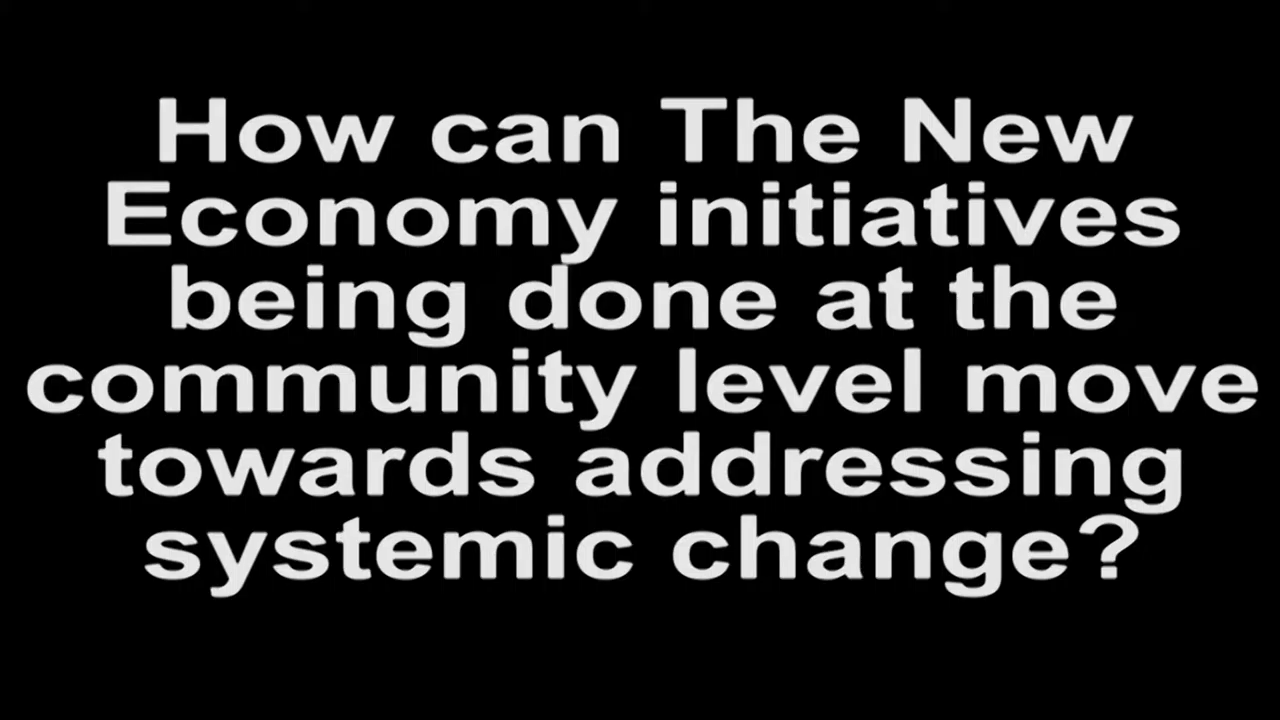 How can The New
Economy initiatives
being done at the
community level move
towards addressing
systemic change?